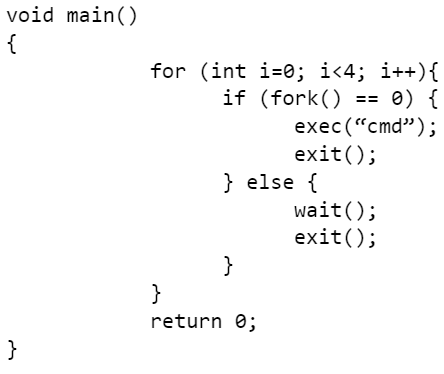 void main()
{
for (int i=0; i<4; i++){
if (fork() == 0) {
exec(“cmd”);
exit();
} else {
wait();
exit();
}
}
return 0;
}